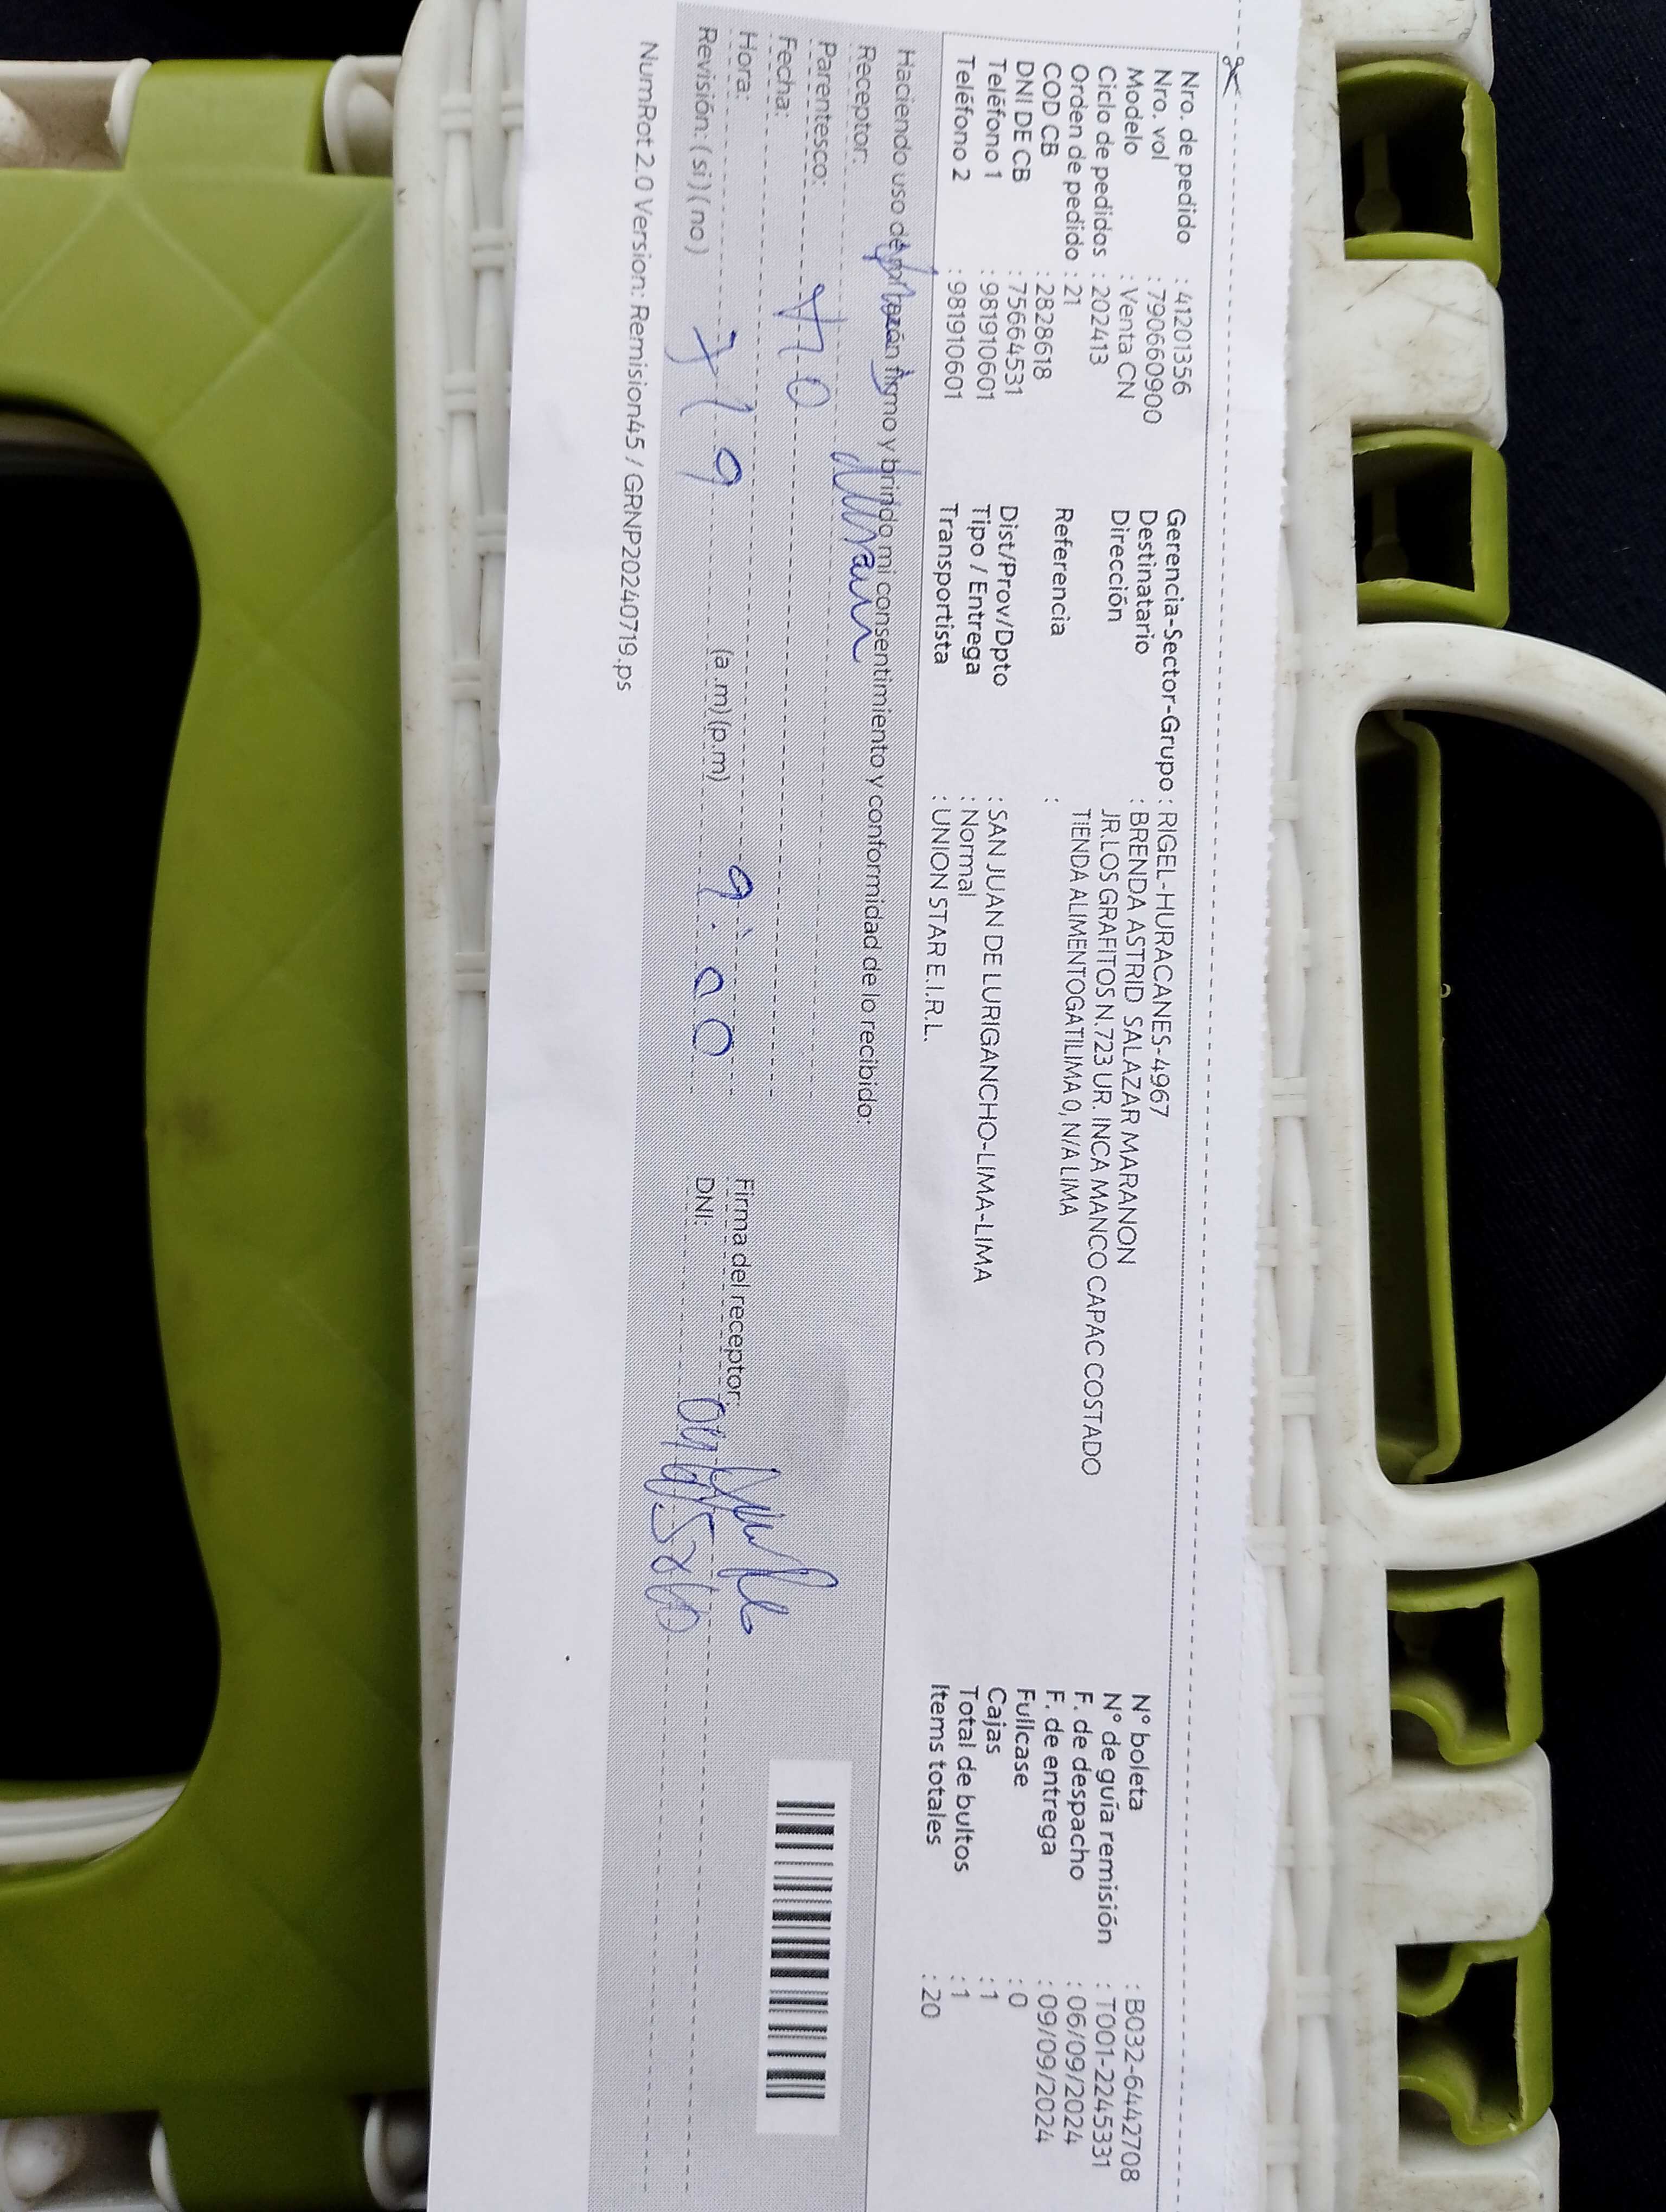 Nro. de pedido : 41201356
Nro. vol : 790660900
Modelo : Venta CN
Ciclo de pedidos : 202413
Orden de pedido : 21
COD CB : 2828618
DNI DE CB : 75664531
Teléfono 1 : 981910601
Teléfono 2 : 981910601
Gerencia-Sector-Grupo : RIGEL-HURACANES-4967
Destinatario : BRENDA ASTRID SALAZAR MARANON
Dirección JR.LOS GRAFITOS N.723 UR. INCA MANCO CAPAC COSTADO
TIENDA ALIMENTOGATILIMA 0, N/A LIMA
Referencia :
Dist/Prov/Dpto : SAN JUAN DE LURIGANCHO-LIMA-LIMA
Tipo / Entrega : Normal
Transportista : UNION STAR E.I.R.L.
N° boleta : B032-6442708
N° de guía remisión : T001-2245331
F. de despacho : 06/09/2024
F. de entrega : 09/09/2024
Fullcase : 0
Cajas : 1
Total de bultos : 1
Items totales : 20
Haciendo uso de mi razón firmo y brindo mi consentimiento y conformidad de lo recibido:
Receptor:
Parentesco:
Fecha:
Hora: (a.m)(p.m) 9:00
Revisión: ( si ) ( no )
Firma del receptor:
DNI:
NumRot 2.0 Version: Remision45 / GRNP20240719.ps